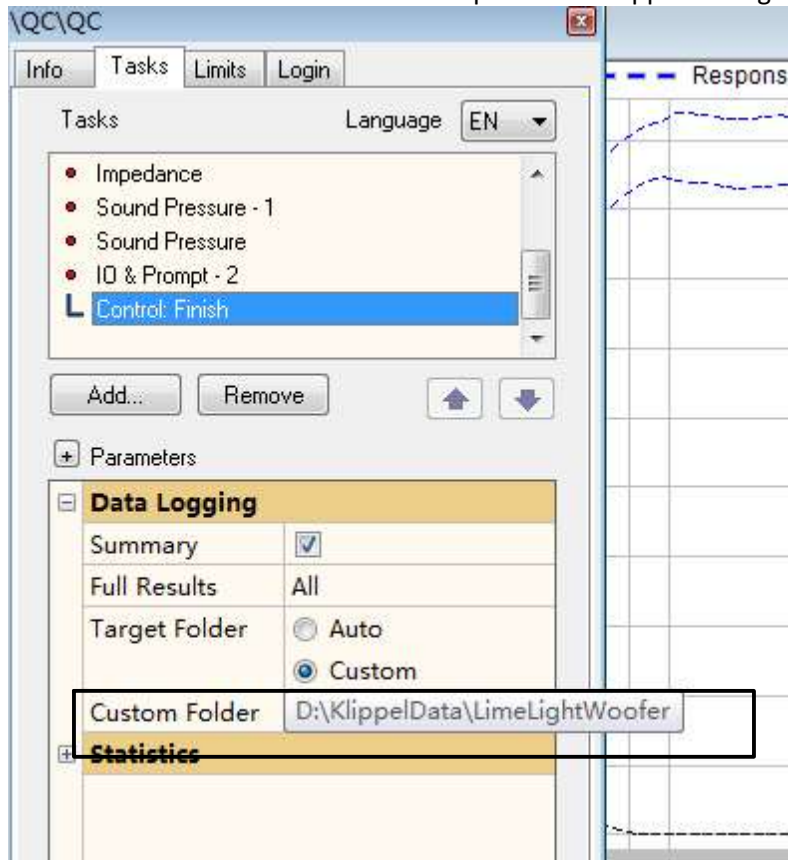 \QC\QC
Info Tasks Limits Login
Respons
Tasks Language EN
Impedance
Sound Pressure - 1
Sound Pressure
IO & Prompt - 2
Control: Finish
Add... Remove
Parameters
Data Logging
Summary
Full Results All
Target Folder Auto
Custom
Custom Folder D:\KlippelData\LimeLightWoofer
Statistics